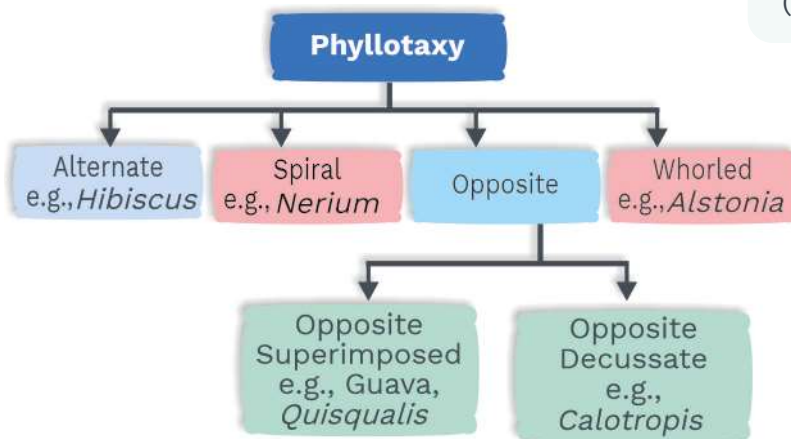 Phyllotaxy
Alternate
e.g., Hibiscus
Spiral
e.g., Nerium
Opposite
Whorled
e.g., Alstonia
Opposite
Superimposed
e.g., Guava,
Quisqualis
Opposite
Decussate
e.g.,
Calotropis